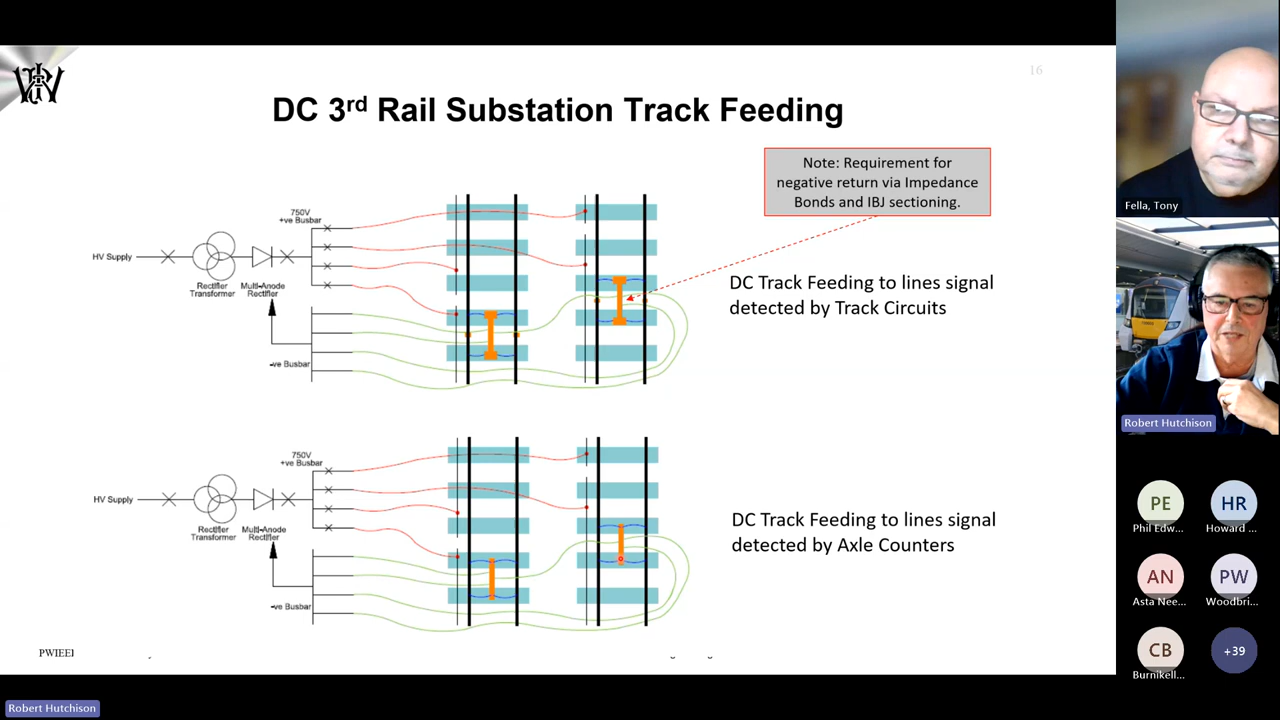 16
DC 3rd Rail Substation Track Feeding
Note: Requirement for
negative return via Impedance
Bonds and IBJ sectioning.
750V
+ve Busbar
HV Supply
Rectifier
Transformer
Multi-Anode
Rectifier
-ve Busbar
DC Track Feeding to lines signal
detected by Track Circuits
750V
+ve Busbar
HV Supply
Rectifier
Transformer
Multi-Anode
Rectifier
-ve Busbar
DC Track Feeding to lines signal
detected by Axle Counters
PWIEEI
Robert Hutchison
Fella, Tony
Robert Hutchison
PE
Phil Edw...
HR
Howard ...
AN
Asta Nee...
PW
Woodbri...
CB
Burnikell...
+39